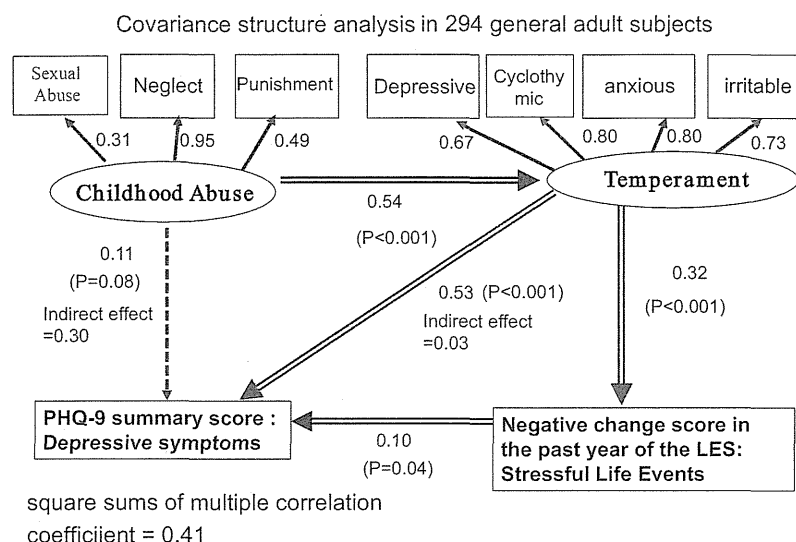 Covariance structure analysis in 294 general adult subjects
Sexual
Abuse
Neglect
Punishment
Depressive
Cyclothy
mic
anxious
irritable
0.31
0.95
0.49
0.67
0.80
0.80
0.73
Childhood Abuse
Temperament
0.54
(P<0.001)
0.11
(P=0.08)
Indirect effect
=0.30
0.53 (P<0.001)
Indirect effect
=0.03
0.32
(P<0.001)
PHQ-9 summary score :
Depressive symptoms
0.10
(P=0.04)
Negative change score in
the past year of the LES:
Stressful Life Events
square sums of multiple correlation
coefficiient = 0.41